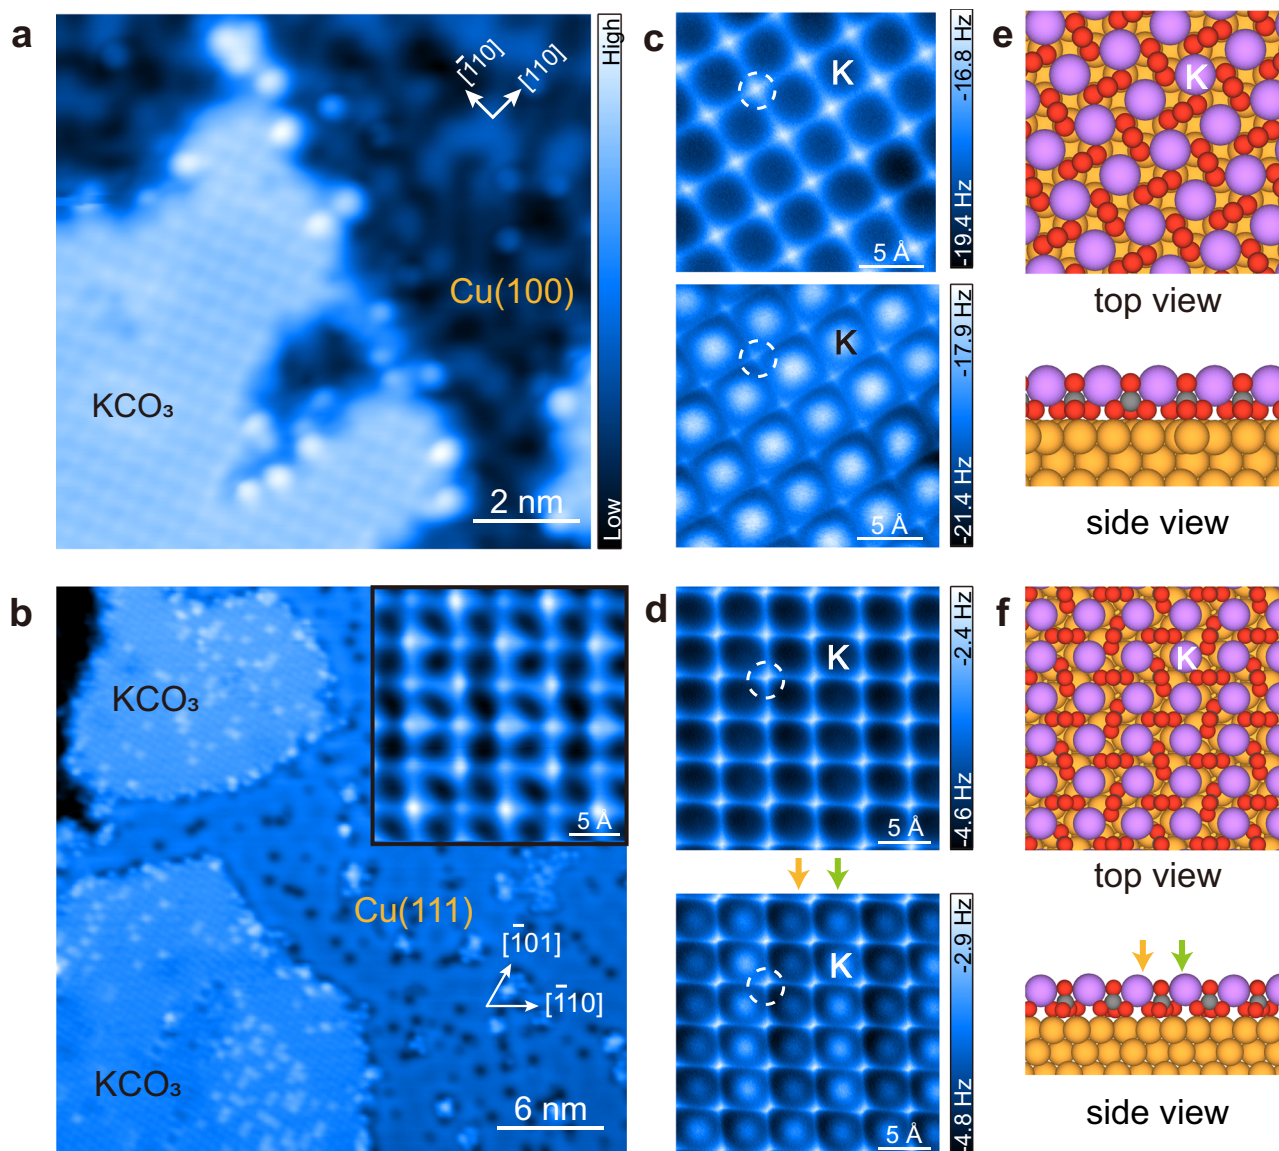 a
High
Low
[1̄10]
[110]
Cu(100)
KCO₃
2 nm
b
KCO₃
5 Å
Cu(111)
[1̄01]
[1̄10]
KCO₃
6 nm
c
K
5 Å
-16.8 Hz
-19.4 Hz
K
5 Å
-17.9 Hz
-21.4 Hz
d
K
-2.4 Hz
-4.6 Hz
K
5 Å
-2.9 Hz
-4.8 Hz
e
K
top view
side view
f
K
top view
side view